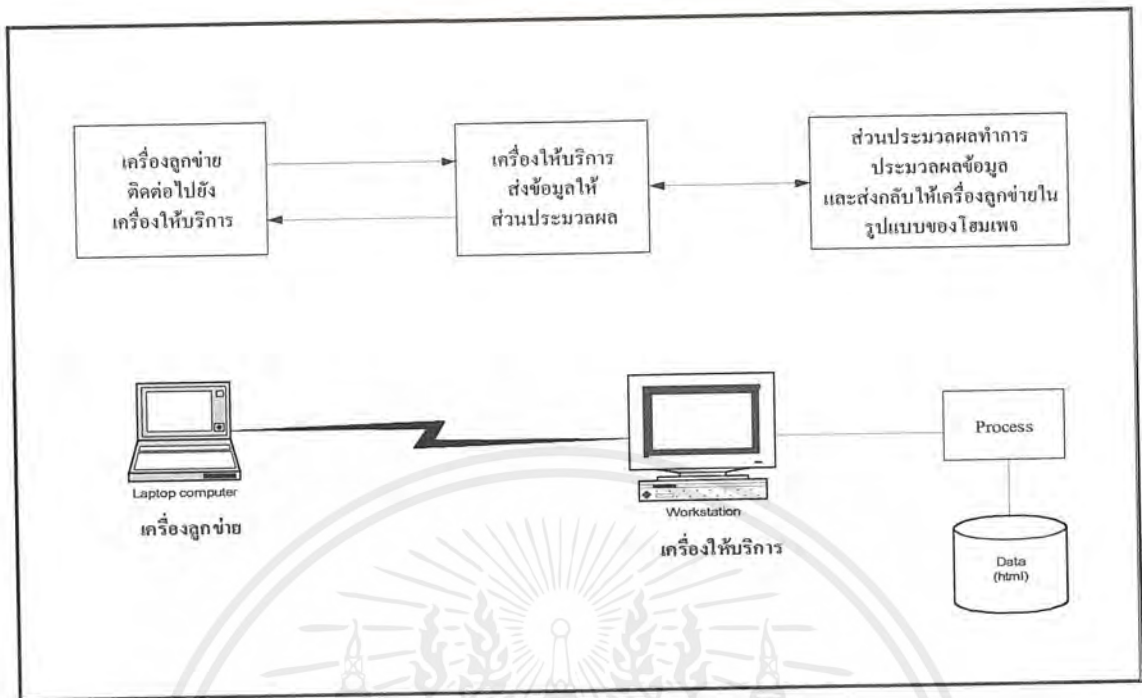 เครื่องลูกข่าย
ติดต่อไปยัง
เครื่องให้บริการ
เครื่องให้บริการ
ส่งข้อมูลให้
ส่วนประมวลผล
ส่วนประมวลผลทำการ
ประมวลผลข้อมูล
และส่งกลับให้เครื่องลูกข่ายใน
รูปแบบของโฮมเพจ
Laptop computer
เครื่องลูกข่าย
Workstation
เครื่องให้บริการ
Process
Data
(html)